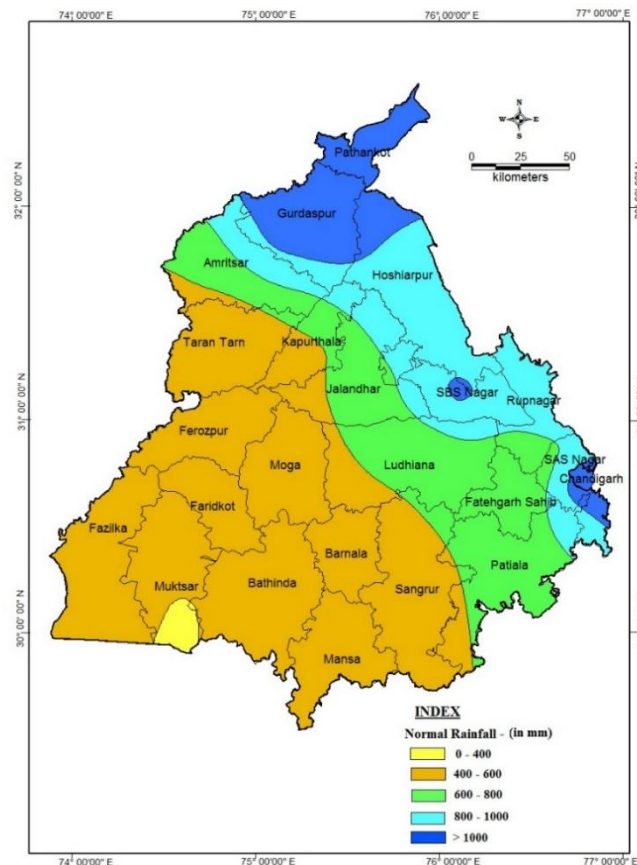 74° 00'00"E
75° 00'00"E
76° 00'00"E
77° 00'00"E
N
W E
S
0 25 50
kilometers
32° 00'00"N
31° 00'00"N
30° 00'00"N
Pathankot
Gurdaspur
Amritsar
Hoshiarpur
Taran Tarn
Kapurthala
Jalandhar
SBS Nagar
Rupnagar
Ferozpur
Moga
Ludhiana
SAS Nagar
Chandigarh
Fatehgarh Sahib
Fazilka
Faridkot
Patiala
Barnala
Muktsar
Bathinda
Sangrur
Mansa
INDEX
Normal Rainfall - (in mm)
0 - 400
400 - 600
600 - 800
800 - 1000
> 1000
74° 00'00"E
75° 00'00"E
76° 00'00"E
77° 00'00"E